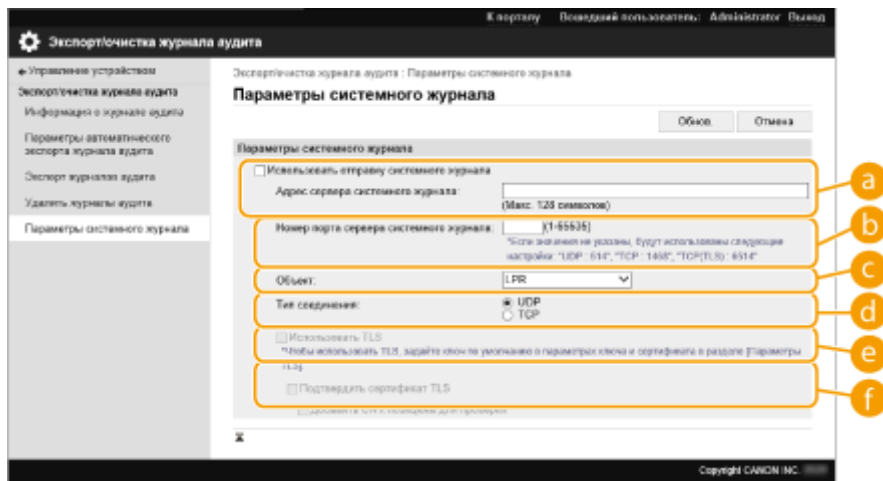 К порталу Вошедший пользователь: Administrator Выход
Экспорт/очистка журнала аудита
Управление устройством
Экспорт/очистка журнала аудита
Информация о журнале аудита
Параметры автоматического
экспорта журнала аудита
Экспорт журналов аудита
Удалить журналы аудита
Параметры системного журнала
Экспорт/очистка журнала аудита : Параметры системного журнала
Параметры системного журнала
Обнов. Отмена
Параметры системного журнала
Использовать отправку системного журнала
Адрес сервера системного журнала:
(Макс. 128 символов)
a
Номер порта сервера системного журнала: (1-65535)
*Если значения не указаны, будут использованы следующие
настройки: "UDP : 514", "TCP : 1468", "TCP(TLS) : 6514"
b
Объект: LPR
c
Тип соединения: UDP
TCP
d
Использовать TLS
*Чтобы использовать TLS, задайте ключ по умолчанию в параметрах ключа и сертификата в разделе [Параметры
TLS].
e
Подтвердить сертификат TLS
f
Добавить CN к позициям для проверки
Copyright CANON INC.